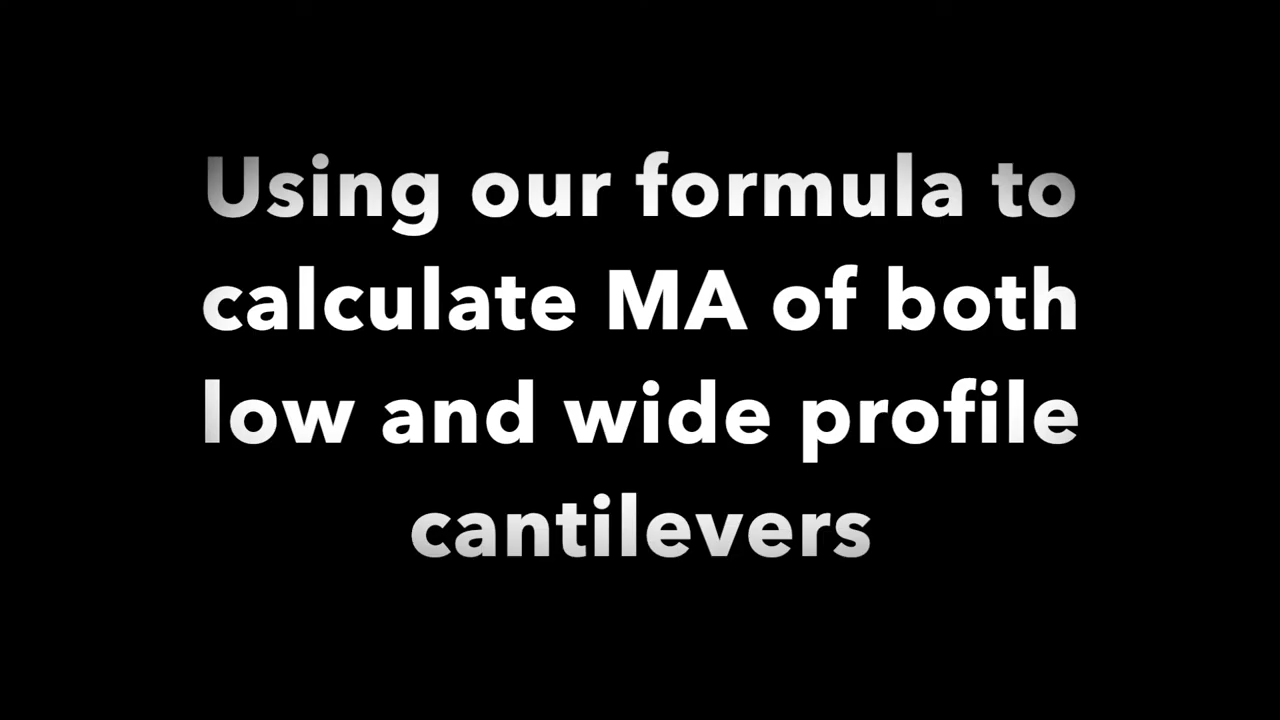 Using our formula to
calculate MA of both
low and wide profile
cantilevers